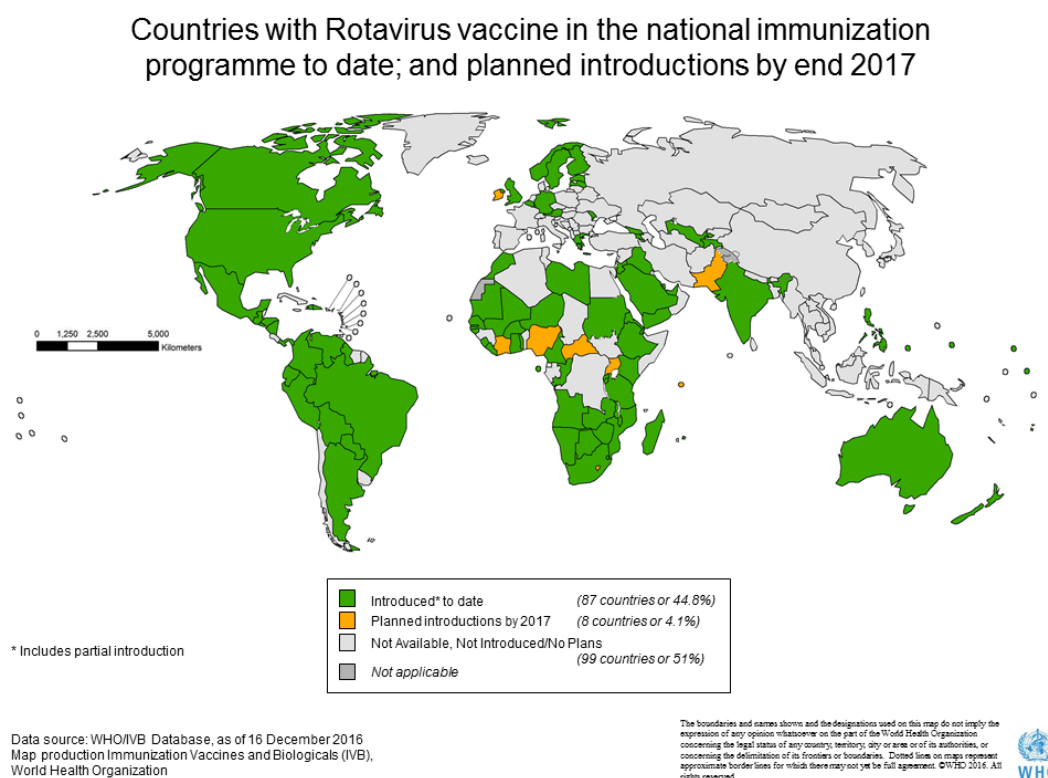 Countries with Rotavirus vaccine in the national immunization
programme to date; and planned introductions by end 2017
0 1,250 2,500 5,000
Kilometers
Introduced* to date (87 countries or 44.8%)
Planned introductions by 2017 (8 countries or 4.1%)
Not Available, Not Introduced/No Plans
(99 countries or 51%)
Not applicable
* Includes partial introduction
Data source: WHO/IVB Database, as of 16 December 2016
Map production Immunization Vaccines and Biologicals (IVB),
World Health Organization
The boundaries and names shown and the designations used on this map do not imply the
expression of any opinion whatsoever on the part of the World Health Organization
concerning the legal status of any country, territory, city or area or of its authorities, or
concerning the delimitation of its frontiers or boundaries. Dotted lines on maps represent
approximate border lines for which there may not yet be full agreement. ©WHO 2016. All
rights reserved
WHO